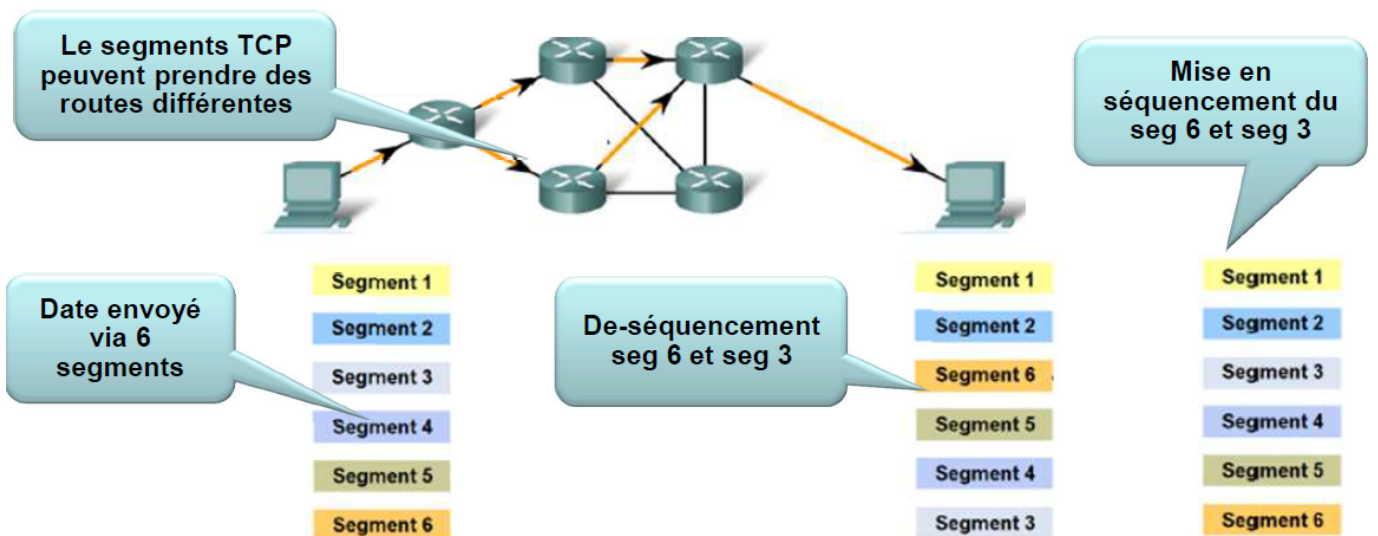 Le segments TCP
peuvent prendre des
routes différentes
Mise en
séquencement du
seg 6 et seg 3
Date envoyé
via 6
segments
Segment 1
Segment 2
Segment 3
Segment 4
Segment 5
Segment 6
De-séquencement
seg 6 et seg 3
Segment 1
Segment 2
Segment 6
Segment 5
Segment 4
Segment 3
Segment 1
Segment 2
Segment 3
Segment 4
Segment 5
Segment 6